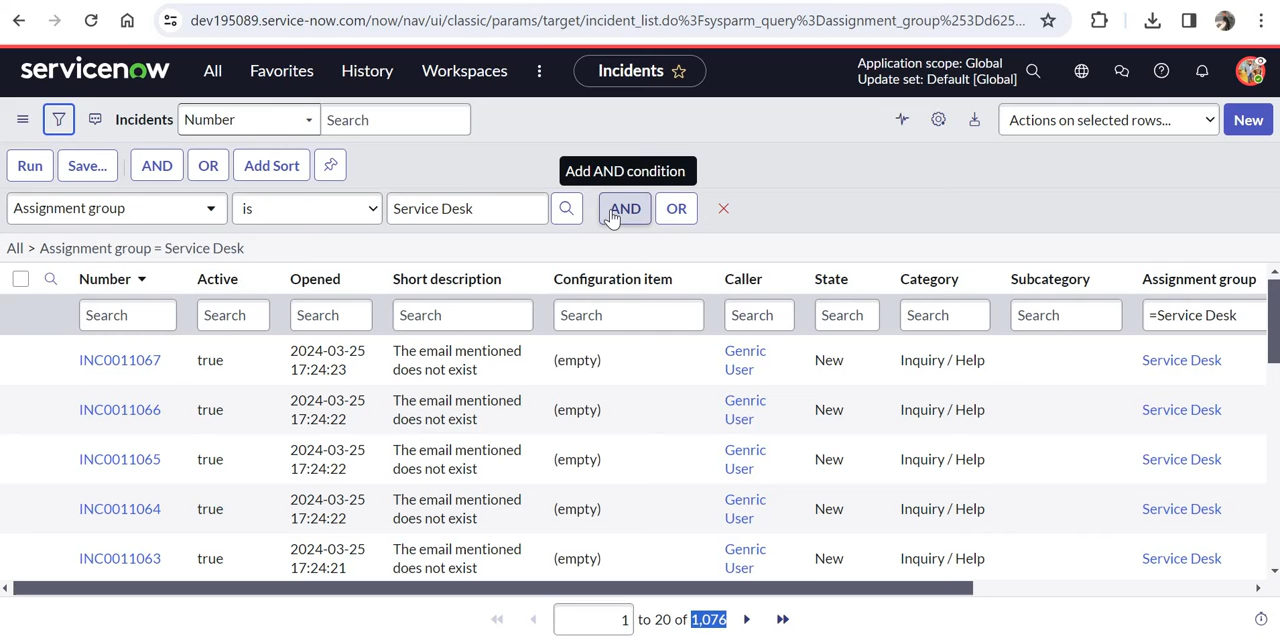 dev195089.service-now.com/now/nav/ui/classic/params/target/incident_list.do%3Fsysparm_query%3Dassignment_group%253Dd625...
servicenow All Favorites History Workspaces Incidents Application scope: Global
Update set: Default [Global]
Incidents Number Search Actions on selected rows... New
Run Save... AND OR Add Sort Add AND condition
Assignment group is Service Desk AND OR
All > Assignment group = Service Desk
Number Active Opened Short description Configuration item Caller State Category Subcategory Assignment group
Search Search Search Search Search Search Search Search Search =Service Desk
INC0011067 true 2024-03-25 17:24:23 The email mentioned does not exist (empty) Genric User New Inquiry / Help Service Desk
INC0011066 true 2024-03-25 17:24:22 The email mentioned does not exist (empty) Genric User New Inquiry / Help Service Desk
INC0011065 true 2024-03-25 17:24:22 The email mentioned does not exist (empty) Genric User New Inquiry / Help Service Desk
INC0011064 true 2024-03-25 17:24:22 The email mentioned does not exist (empty) Genric User New Inquiry / Help Service Desk
INC0011063 true 2024-03-25 17:24:21 The email mentioned does not exist (empty) Genric User New Inquiry / Help Service Desk
1 to 20 of 1,076